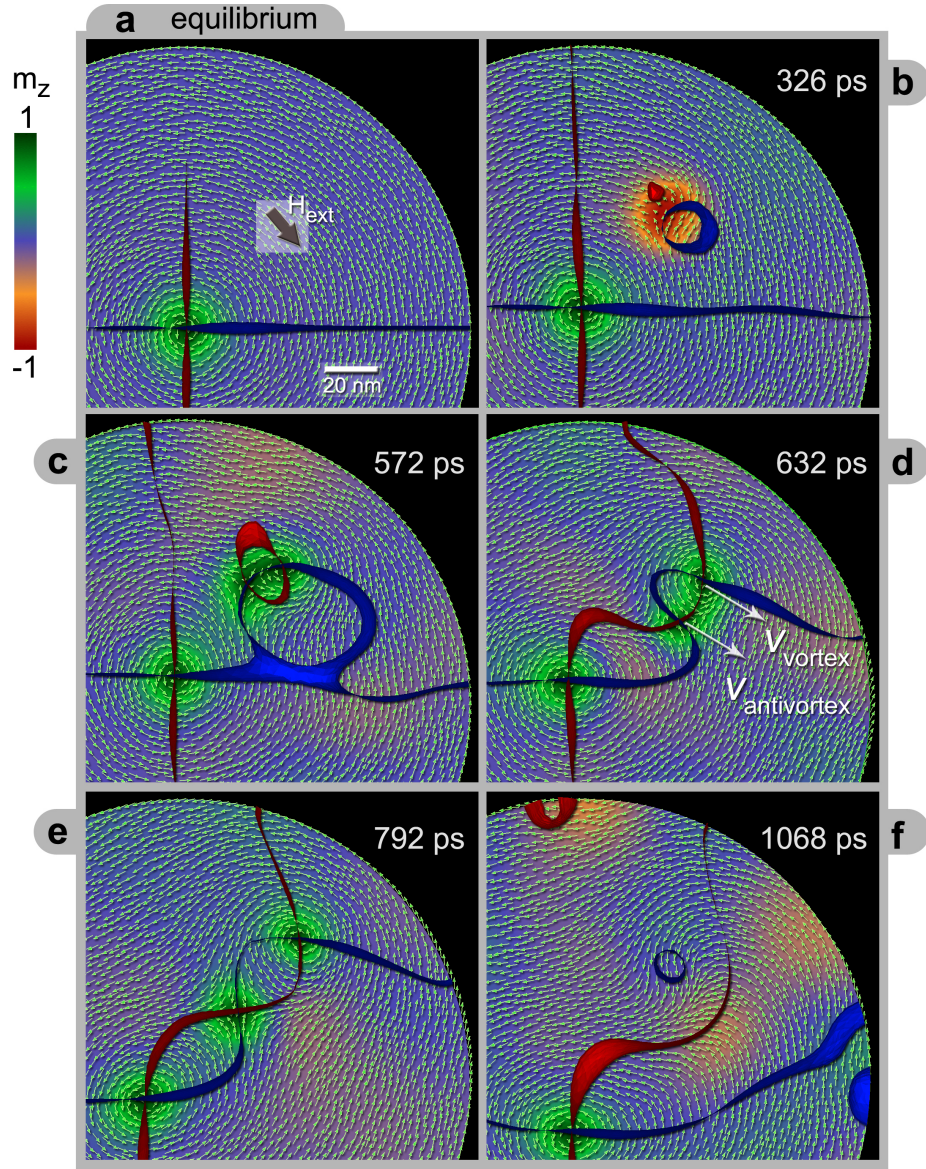 a equilibrium
m_z
1
-1
H_ext
20 nm
326 ps
b
c
572 ps
632 ps
d
V_vortex
V_antivortex
e
792 ps
1068 ps
f